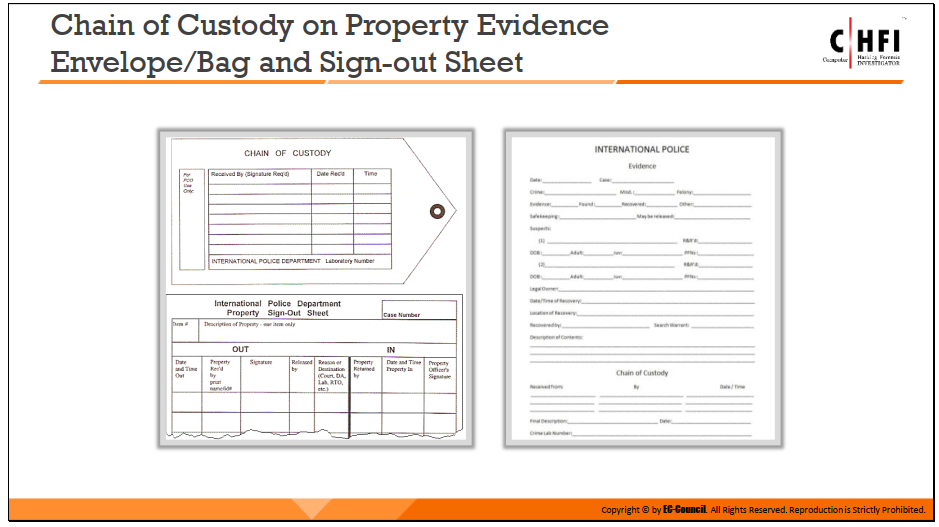 Chain of Custody on Property Evidence
Envelope/Bag and Sign-out Sheet
C HFI
Computer Hacking Forensic
INVESTIGATOR
CHAIN OF CUSTODY
For
PCO
Use
Only:
Received By (Signature Req'd) Date Rec'd Time
INTERNATIONAL POLICE DEPARTMENT Laboratory Number
International Police Department
Property Sign-Out Sheet
Case Number
Item # Description of Property - one item only
OUT IN
Date
and Time
Out
Property
Rec'd
by
print
name/id#
Signature
Released
by
Reason or
Destination
(Court, DA,
Lab, RTO,
etc.)
Property
Returned
by
Date and Time
Property In
Property
Officer's
Signature
INTERNATIONAL POLICE
Evidence
Date: Case:
Crime: Misd.: Felony:
Evidence: Found: Recovered: Other:
Safekeeping: May be released:
Suspects:
(1) R&I#'s:
DOB: Adult: Juv: PFNo.:
(2) R&I#'s:
DOB: Adult: Juv: PFNo.:
Legal Owner:
Date/Time of Recovery:
Location of Recovery:
Recovered by: Search Warrant:
Description of Contents:
Chain of Custody
Received From: By Date / Time
Final Description: Date:
Crime Lab Number:
Copyright © by EC-Council. All Rights Reserved. Reproduction is Strictly Prohibited.